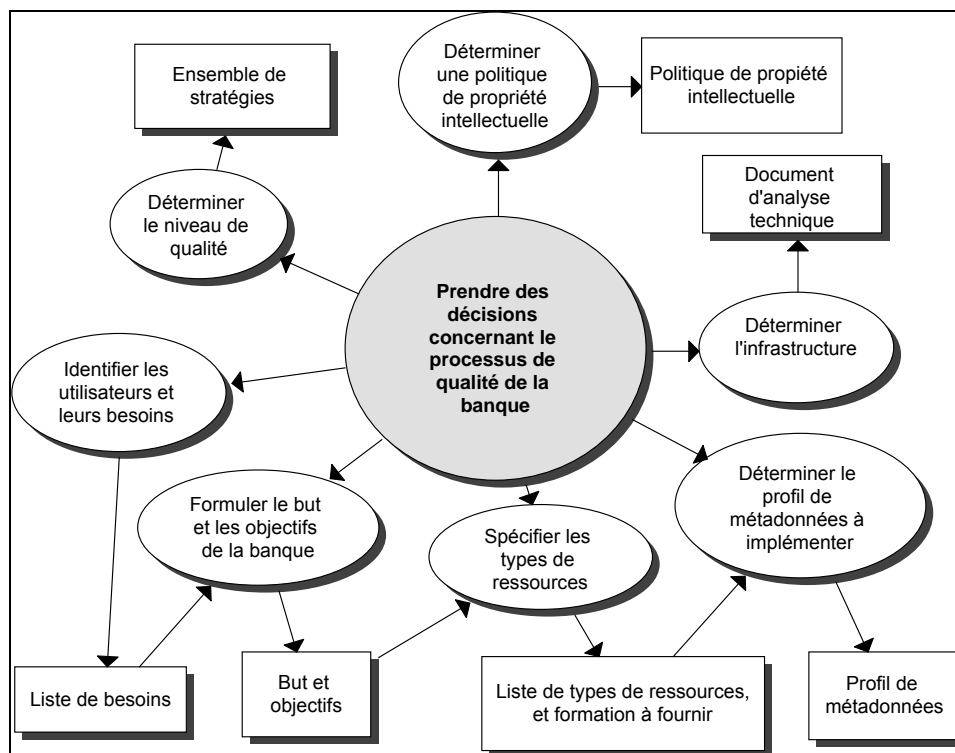 Ensemble de
stratégies
Déterminer
une politique
de propriété
intellectuelle
Politique de propiété
intellectuelle
Déterminer
le niveau de
qualité
Document
d'analyse
technique
Prendre des
décisions
concernant le
processus de
qualité de la
banque
Déterminer
l'infrastructure
Identifier les
utilisateurs et
leurs besoins
Formuler le but
et les objectifs
de la banque
Spécifier les
types de
ressources
Déterminer le
profil de
métadonnées à
implémenter
Liste de besoins
But et
objectifs
Liste de types de ressources,
et formation à fournir
Profil de
métadonnées